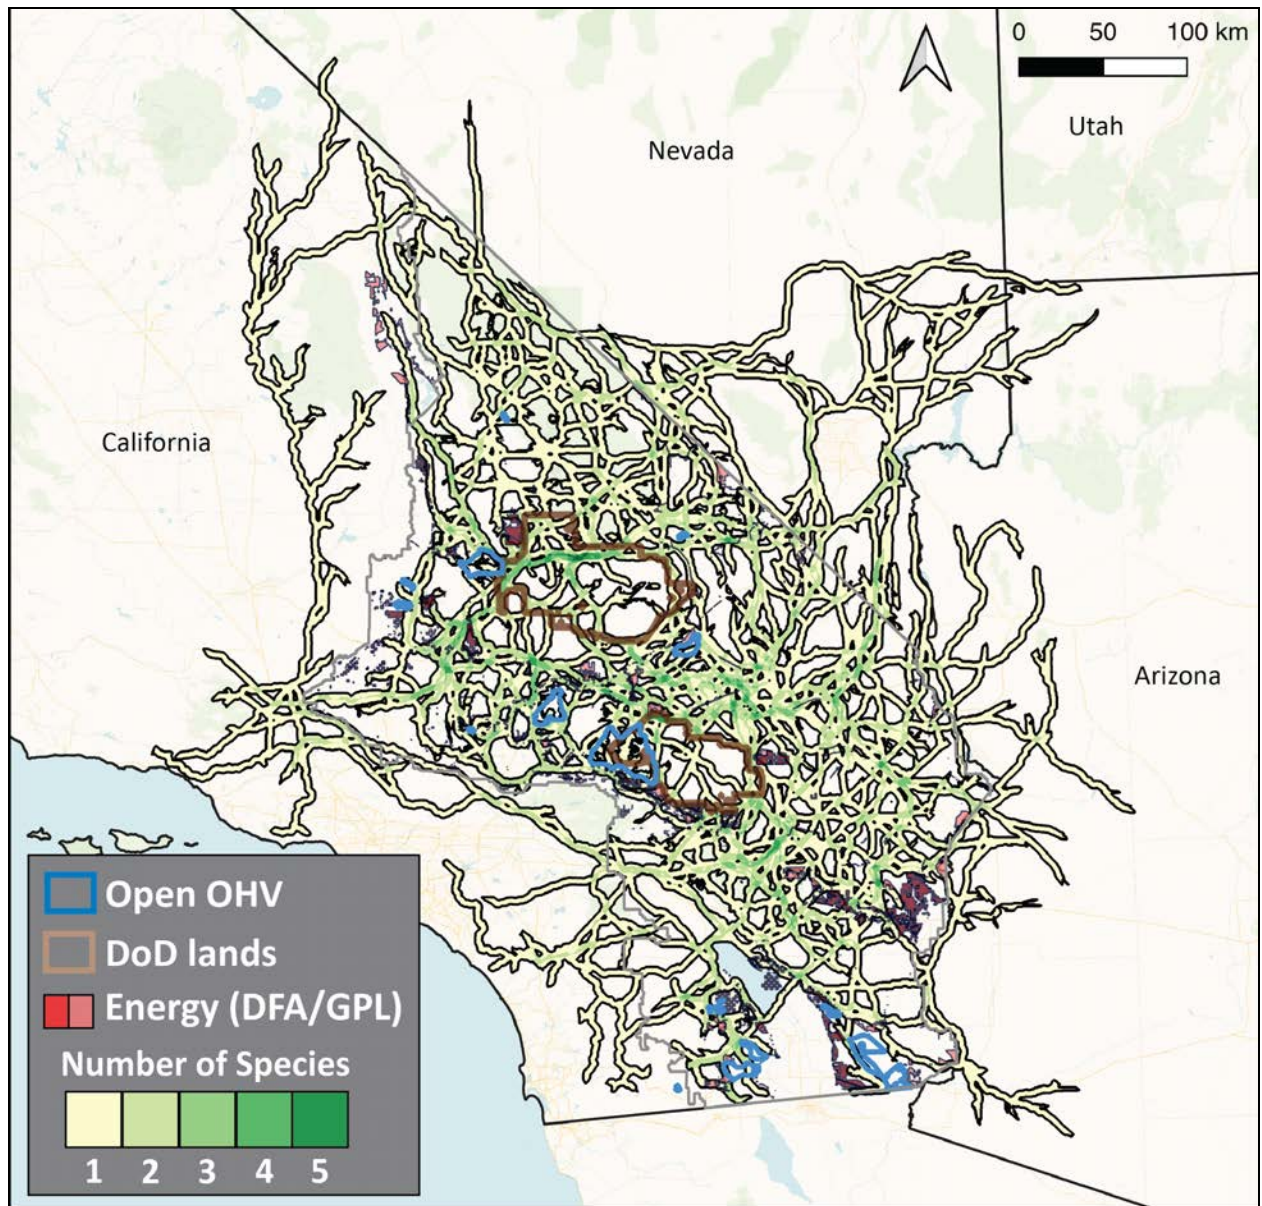 0 50 100 km
Utah
Nevada
California
Arizona
Open OHV
DoD lands
Energy (DFA/GPL)
Number of Species
1 2 3 4 5